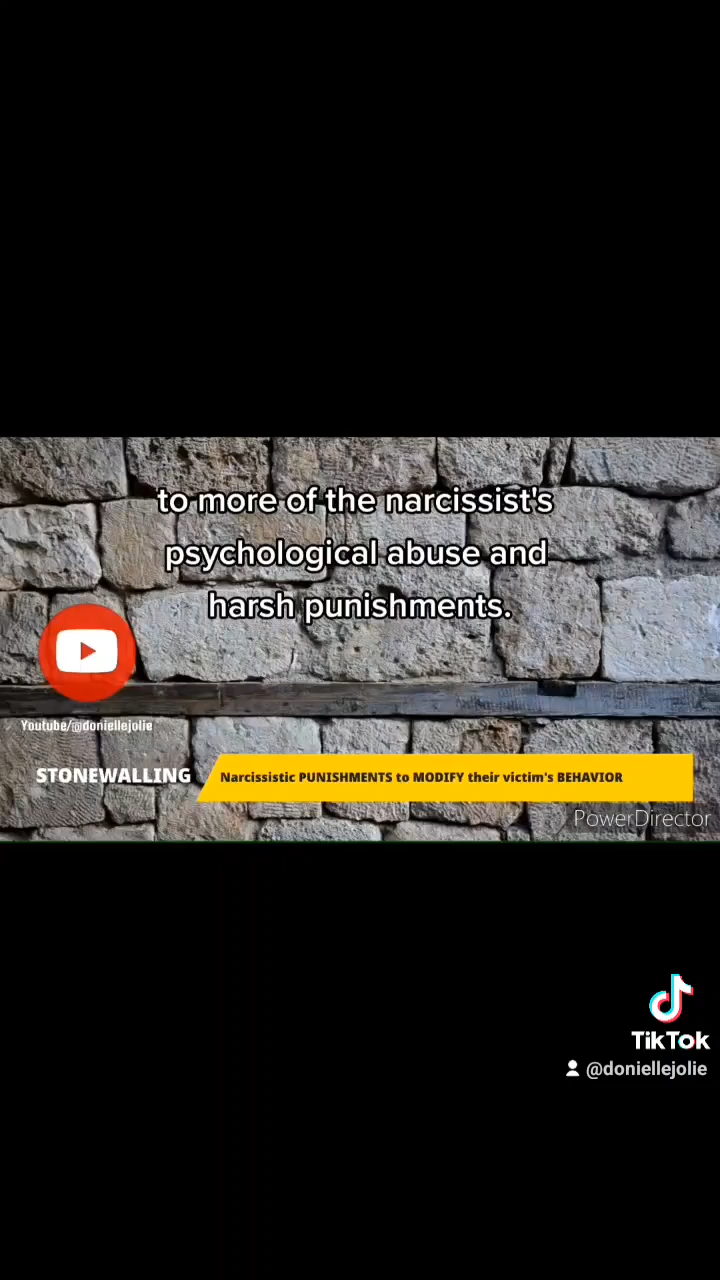 to more of the narcissist's
psychological abuse and
harsh punishments.
Youtube/@doniellejolie
STONEWALLING
Narcissistic PUNISHMENTS to MODIFY their victim's BEHAVIOR
PowerDirector
TikTok
@doniellejolie